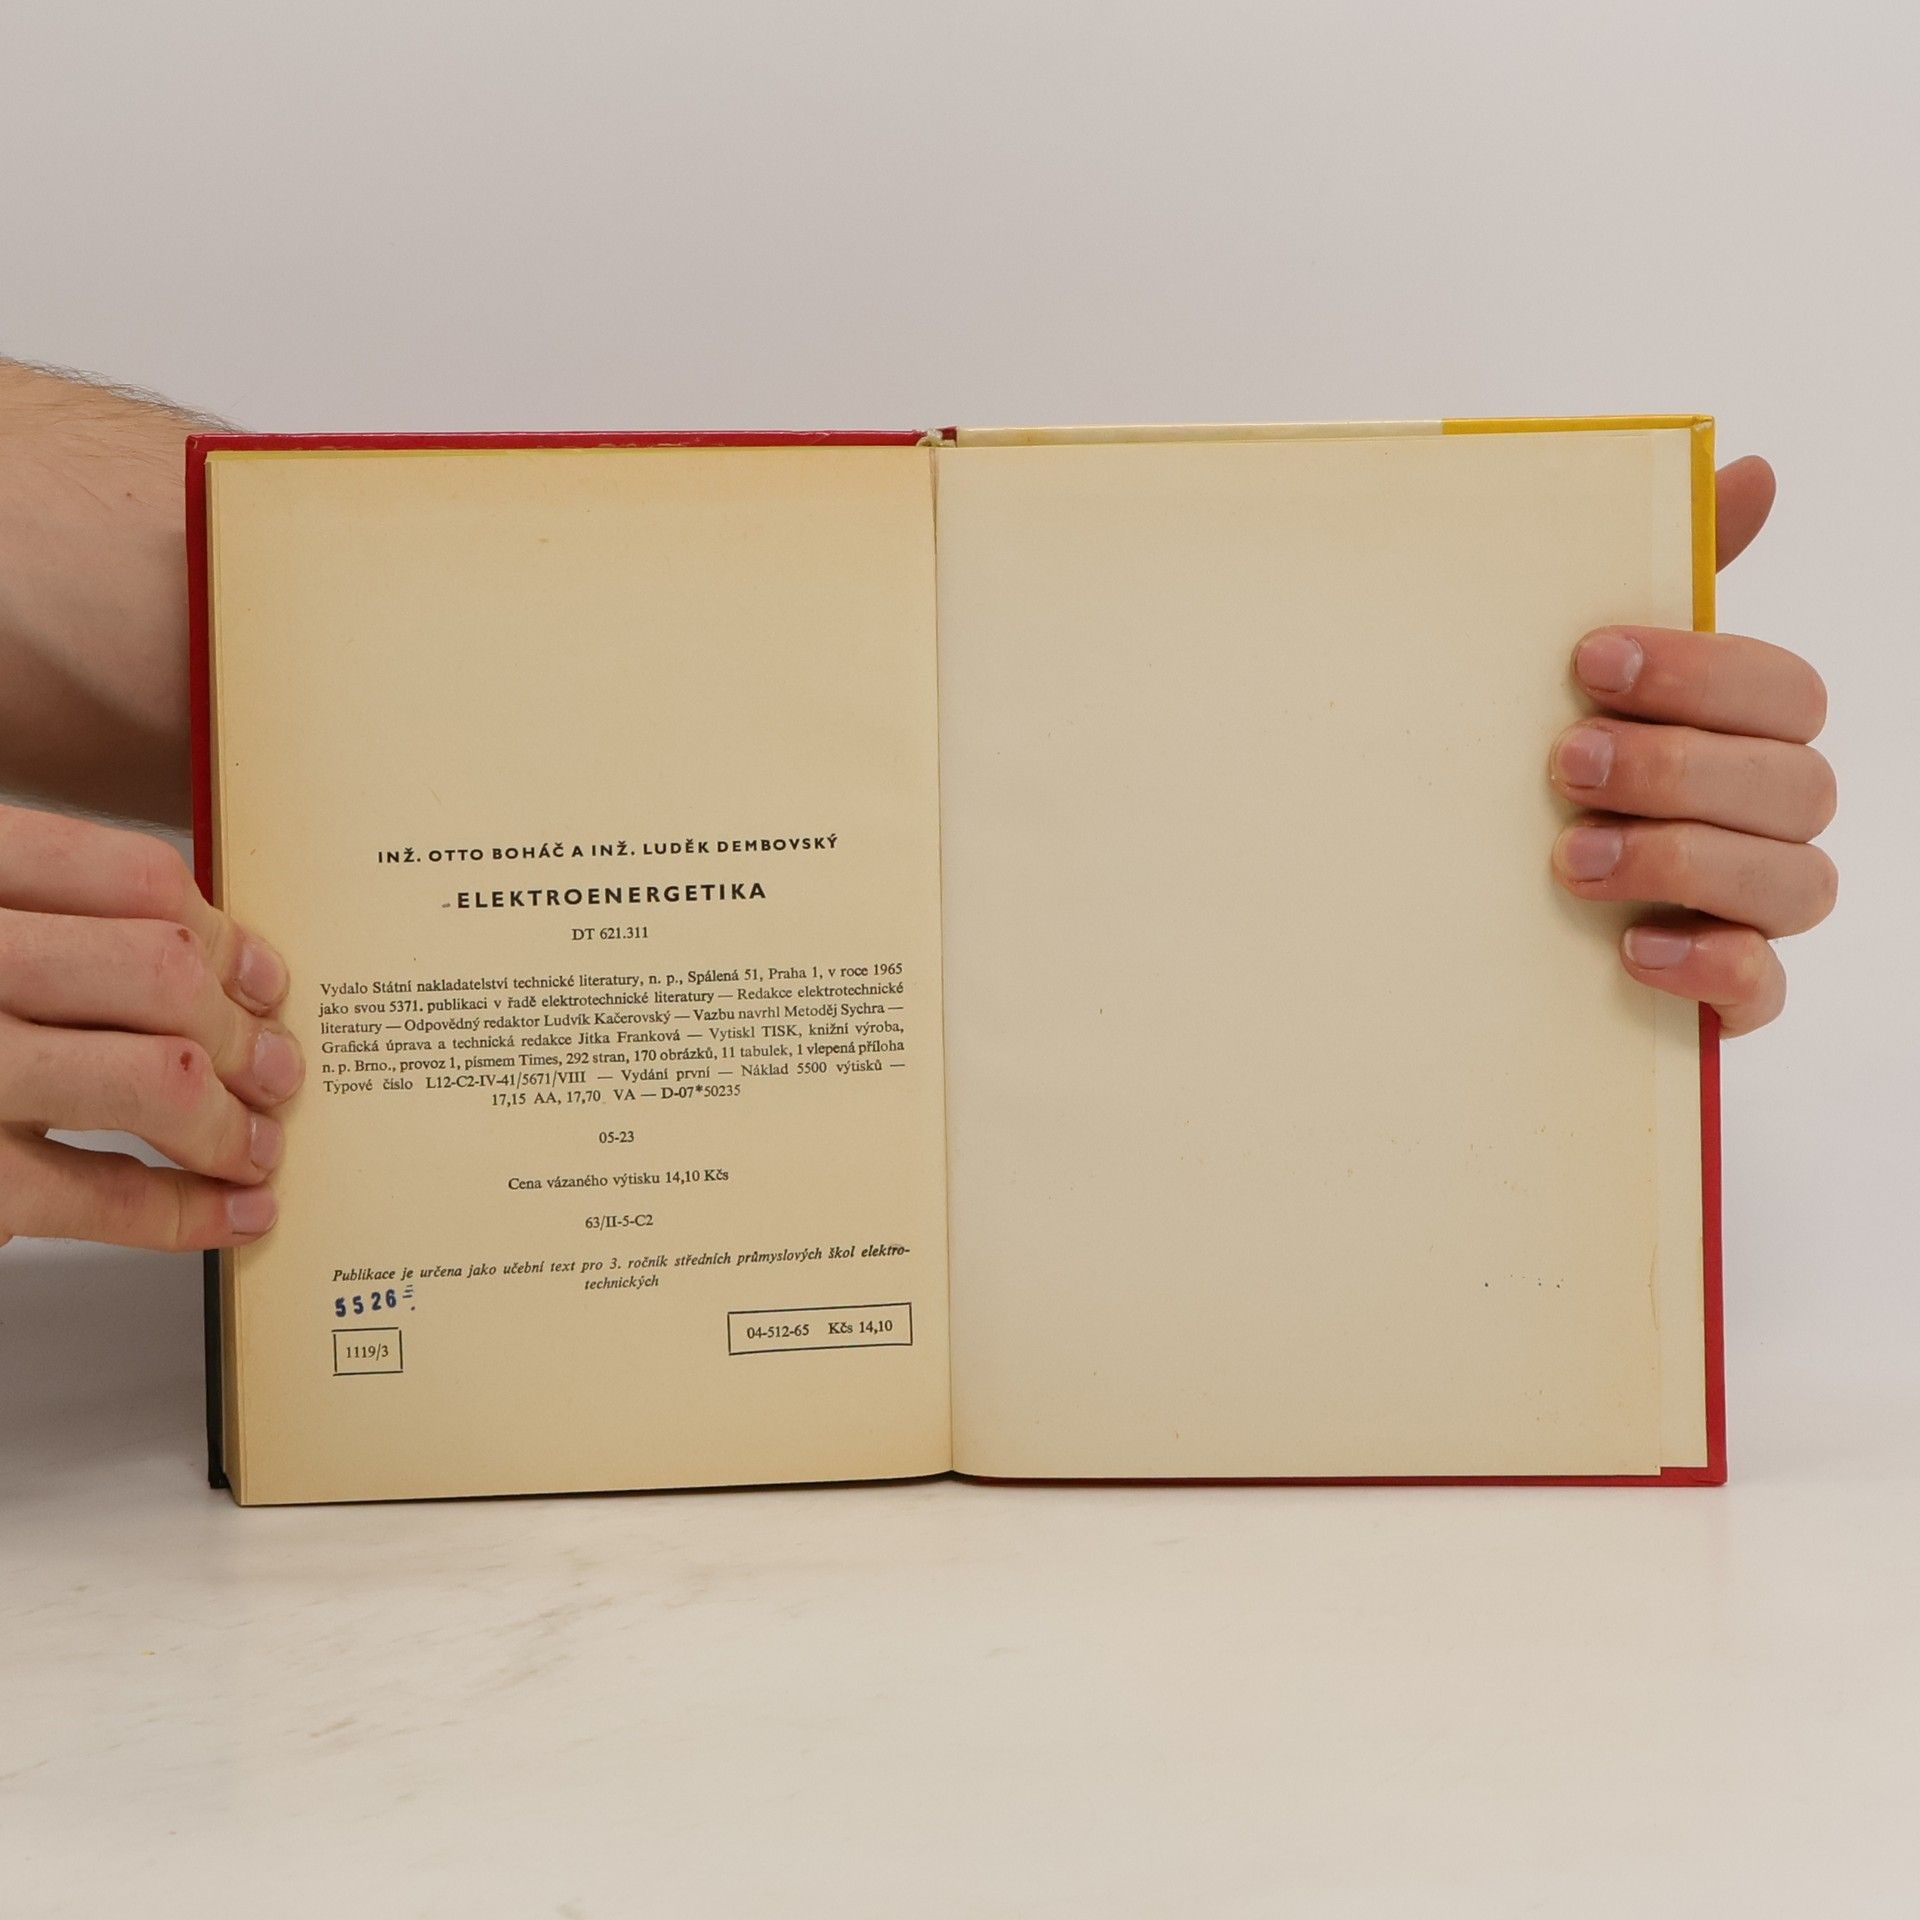 INŽ. OTTO BOHÁČ A INŽ. LUDĚK DEMBOVSKÝ
ELEKTROENERGETIKA
DT 621.311
Vydalo Státní nakladatelství technické literatury, n. p., Spálená 51, Praha 1, v roce 1965
jako svou 5371. publikaci v řadě elektrotechnické literatury — Redakce elektrotechnické
literatury — Odpovědný redaktor Ludvík Kačerovský — Vazbu navrhl Metoděj Sychra —
Grafická úprava a technická redakce Jitka Franková — Vytiskl TISK, knižní výroba,
n. p. Brno., provoz 1, písmem Times, 292 stran, 170 obrázků, 11 tabulek, 1 vlepená příloha
Typové číslo L12-C2-IV-41/5671/VIII — Vydání první — Náklad 5500 výtisků —
17,15 AA, 17,70 VA — D-07*50235
05-23
Cena vázaného výtisku 14,10 Kčs
63/II-5-C2
Publikace je určena jako učební text pro 3. ročník středních průmyslových škol elektro-
technických
5526
1119/3
04-512-65 Kčs 14,10